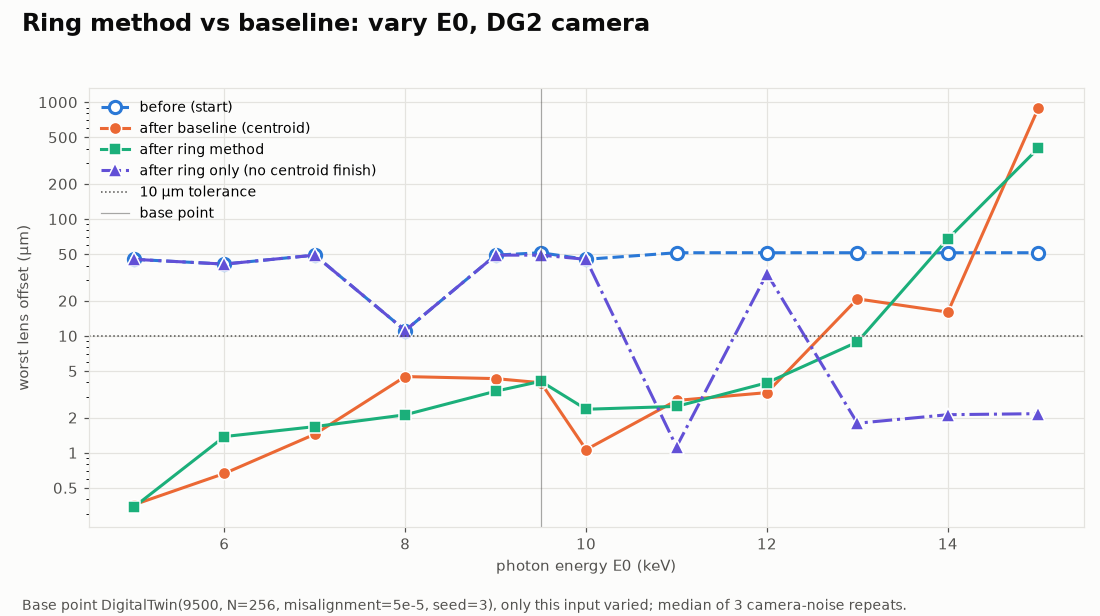 Ring method vs baseline: vary E0, DG2 camera
before (start)
after baseline (centroid)
after ring method
after ring only (no centroid finish)
10 µm tolerance
base point
worst lens offset (µm)
1000
500
200
100
50
20
10
5
2
1
0.5
6 8 10 12 14
photon energy E0 (keV)
Base point DigitalTwin(9500, N=256, misalignment=5e-5, seed=3), only this input varied; median of 3 camera-noise repeats.